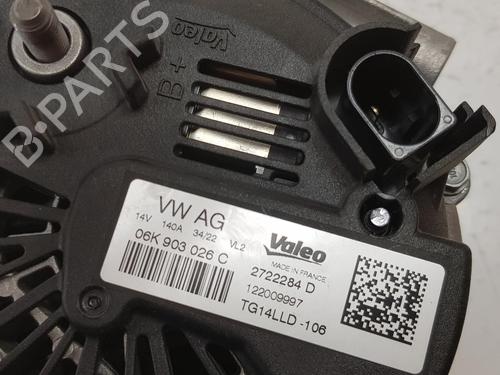 Valeo
B+
B-PARTS
VW AG
14V 140A 34/22 VL2
06K 903 026 C
Valeo
MADE IN FRANCE
2722284 D
122009997
TG14LLD -106